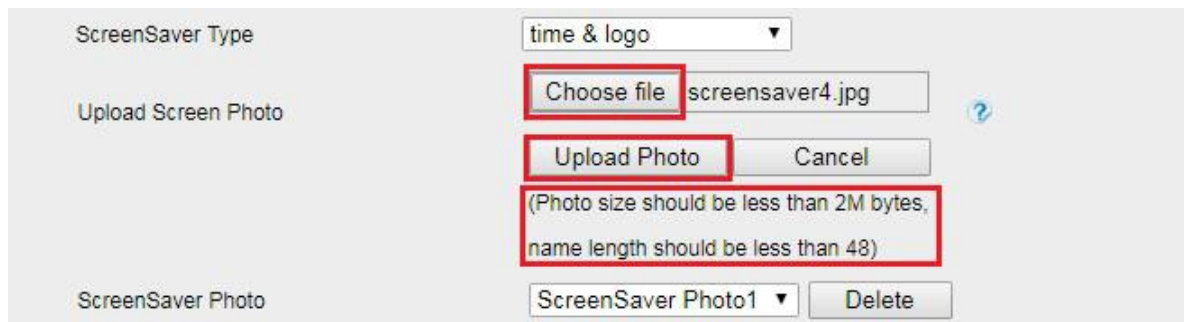 ScreenSaver Type time & logo
Choose file screensaver4.jpg
Upload Screen Photo
Upload Photo Cancel
(Photo size should be less than 2M bytes,
name length should be less than 48)
ScreenSaver Photo ScreenSaver Photo1 Delete